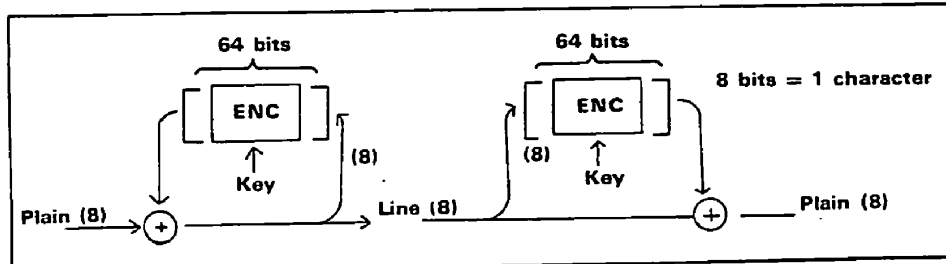 64 bits
64 bits
8 bits = 1 character
ENC
ENC
(8)
(8)
Key
Key
Plain (8)
+
Line (8)
+
Plain (8)